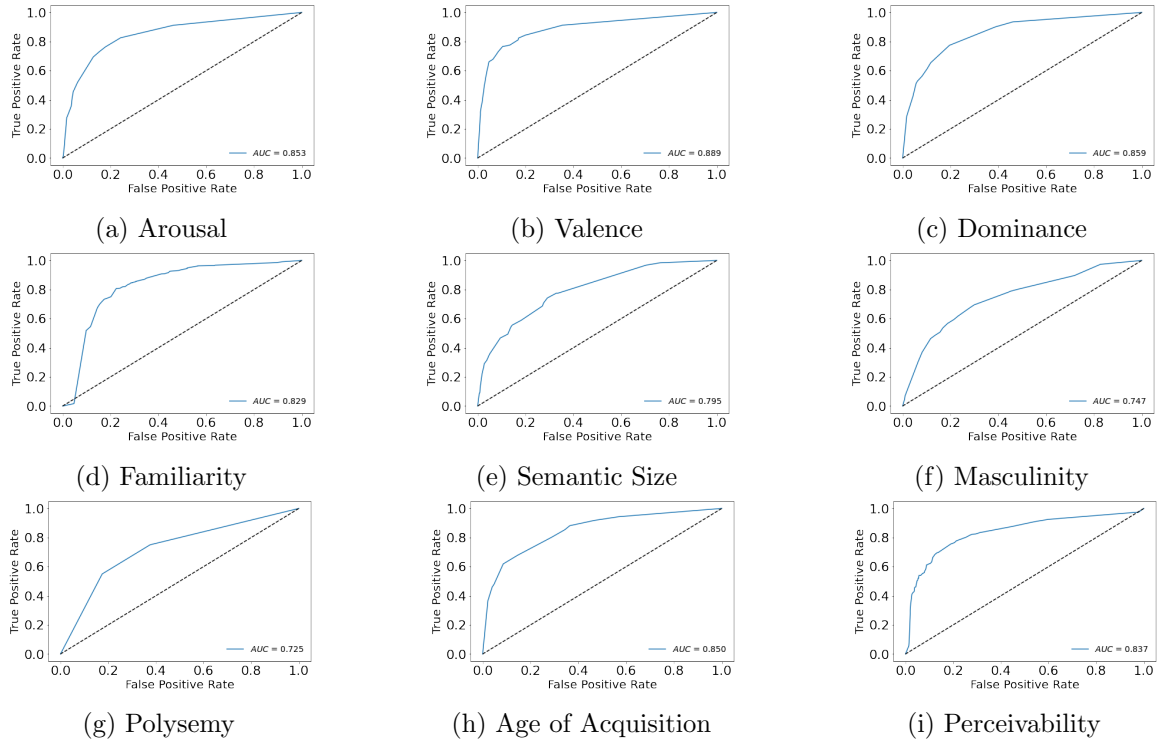 1.0
0.8
0.6
0.4
0.2
0.0
True Positive Rate
AUC = 0.853
0.0 0.2 0.4 0.6 0.8 1.0
False Positive Rate
(a) Arousal
1.0
0.8
0.6
0.4
0.2
0.0
True Positive Rate
AUC = 0.889
0.0 0.2 0.4 0.6 0.8 1.0
False Positive Rate
(b) Valence
1.0
0.8
0.6
0.4
0.2
0.0
True Positive Rate
AUC = 0.859
0.0 0.2 0.4 0.6 0.8 1.0
False Positive Rate
(c) Dominance
1.0
0.8
0.6
0.4
0.2
0.0
True Positive Rate
AUC = 0.829
0.0 0.2 0.4 0.6 0.8 1.0
False Positive Rate
(d) Familiarity
1.0
0.8
0.6
0.4
0.2
0.0
True Positive Rate
AUC = 0.795
0.0 0.2 0.4 0.6 0.8 1.0
False Positive Rate
(e) Semantic Size
1.0
0.8
0.6
0.4
0.2
0.0
True Positive Rate
AUC = 0.747
0.0 0.2 0.4 0.6 0.8 1.0
False Positive Rate
(f) Masculinity
1.0
0.8
0.6
0.4
0.2
0.0
True Positive Rate
AUC = 0.725
0.0 0.2 0.4 0.6 0.8 1.0
False Positive Rate
(g) Polysemy
1.0
0.8
0.6
0.4
0.2
0.0
True Positive Rate
AUC = 0.850
0.0 0.2 0.4 0.6 0.8 1.0
False Positive Rate
(h) Age of Acquisition
1.0
0.8
0.6
0.4
0.2
0.0
True Positive Rate
AUC = 0.837
0.0 0.2 0.4 0.6 0.8 1.0
False Positive Rate
(i) Perceivability